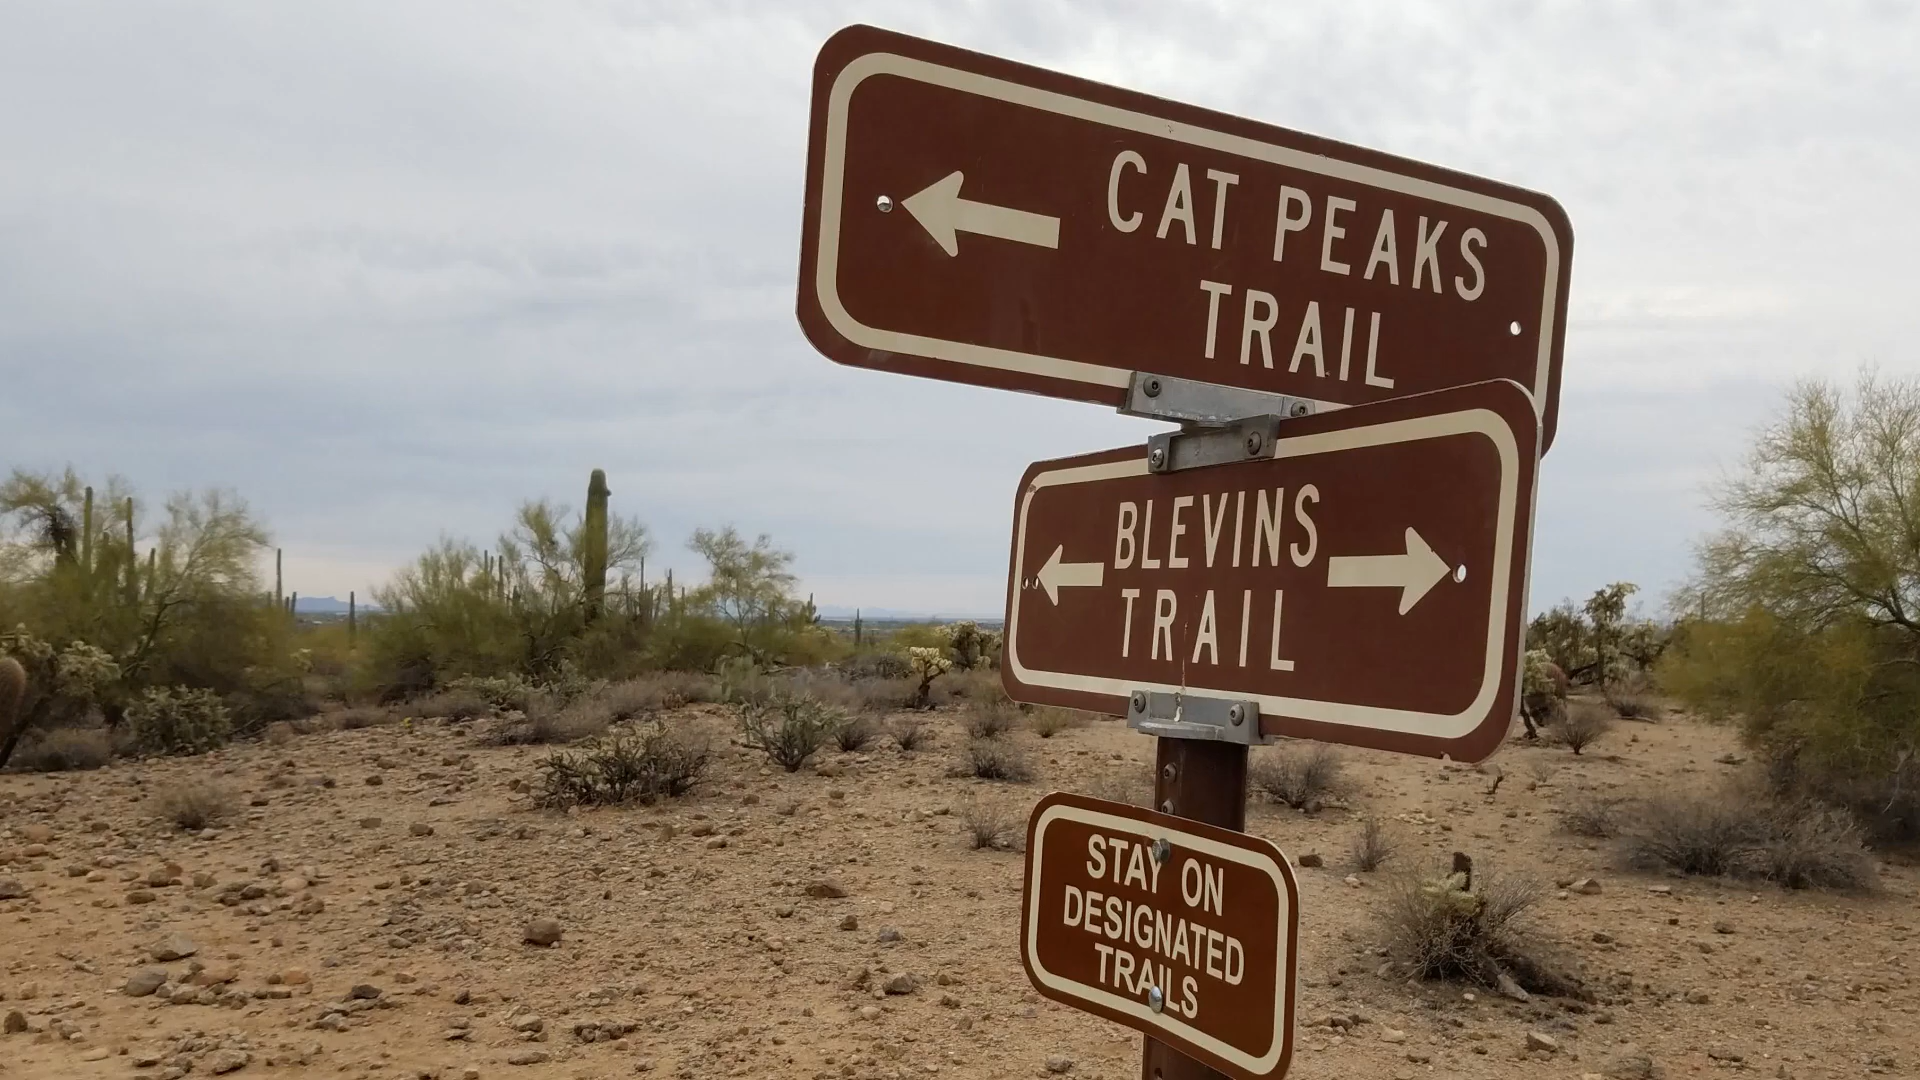 CAT PEAKS
TRAIL
BLEVINS
TRAIL
STAY ON
DESIGNATED
TRAILS